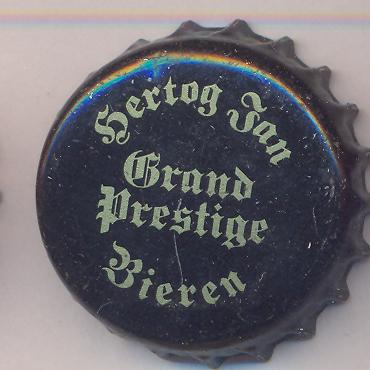 Hertog Jan
Grand
Prestige
Bieren